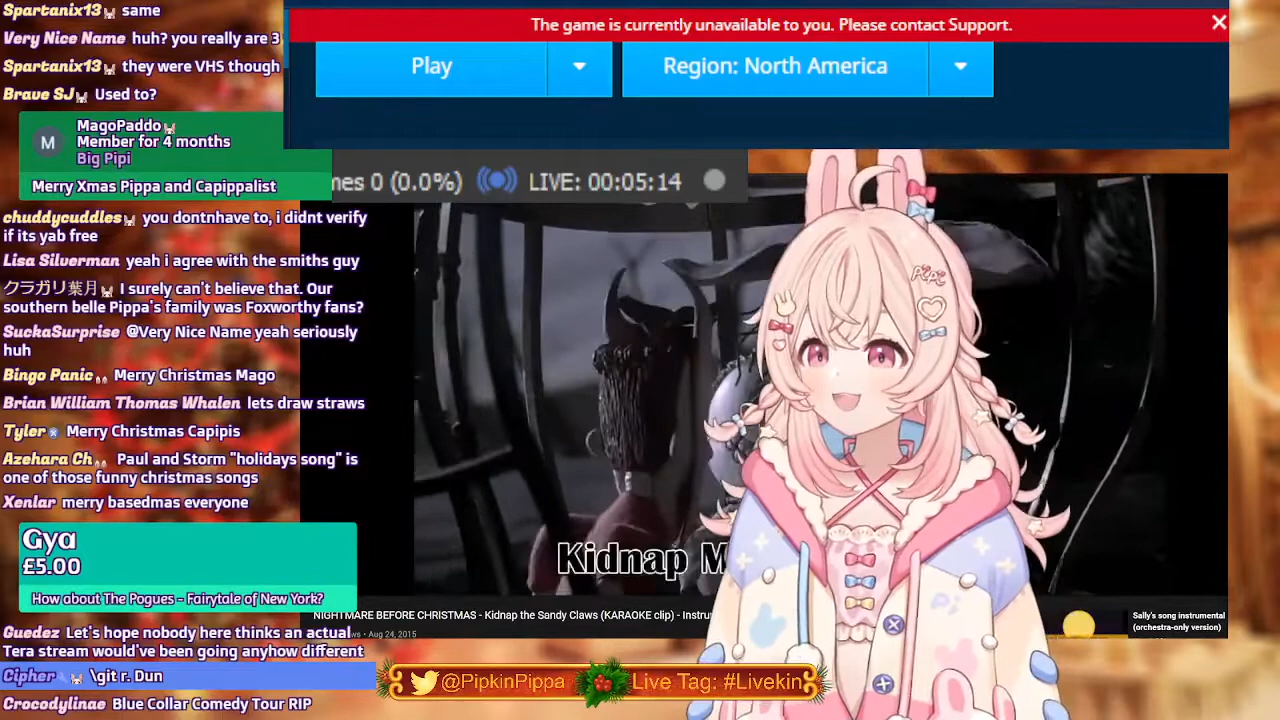 Spartanix13 same
Very Nice Name huh? you really are 3
Spartanix13 they were VHS though
Brave SJ Used to?
M
MagoPaddo
Member for 4 months
Big Pipi
Merry Xmas Pippa and Capippalist
chuddycuddles you dontnhave to, i didnt verify
if its yab free
Lisa Silverman yeah i agree with the smiths guy
クラガリ葉月 I surely can't believe that. Our
southern belle Pippa's family was Foxworthy fans?
SuckaSurprise @Very Nice Name yeah seriously
huh
Bingo Panic Merry Christmas Mago
Brian William Thomas Whalen lets draw straws
Tyler Merry Christmas Capipis
Azehara Ch Paul and Storm "holidays song" is
one of those funny christmas songs
Xenlar merry basedmas everyone
Gya
£5.00
How about The Pogues - Fairytale of New York?
Guedez Let's hope nobody here thinks an actual
Tera stream would've been going anyhow different
Cipher \git r. Dun
Crocodylinae Blue Collar Comedy Tour RIP
The game is currently unavailable to you. Please contact Support.
Play
Region: North America
mes 0 (0.0%) LIVE: 00:05:14
Pipi
Kidnap M
NIGHTMARE BEFORE CHRISTMAS - Kidnap the Sandy Claws (KARAOKE clip) - Instru
ws • Aug 24, 2015
Sally's song instrumental
(orchestra-only version)
@PipkinPippa
Live Tag: #Livekin